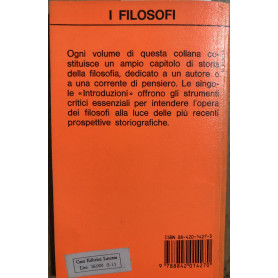 I FILOSOFI
Ogni volume di questa collana co-
stituisce un ampio capitolo di storia
della filosofia, dedicato a un autore o
a una corrente di pensiero. Le singo-
le «Introduzioni» offrono gli strumenti
critici essenziali per intendere l'opera
dei filosofi alla luce delle più recenti
prospettive storiografiche.
ISBN 88-420-1427-5
9 788842 014270
Casa Editrice Laterza